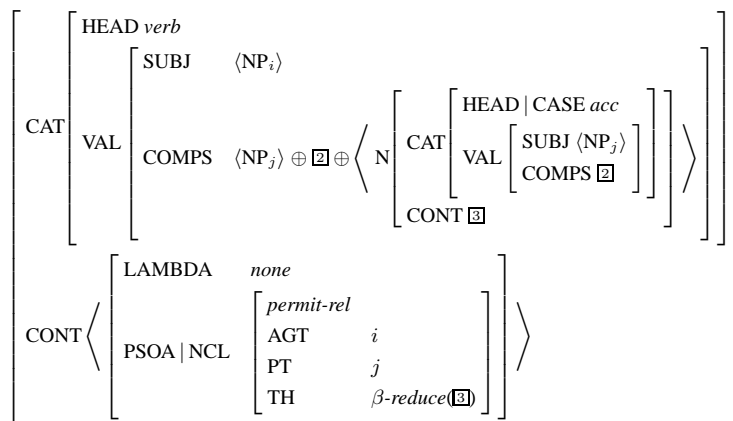 HEAD verb
SUBJ ⟨NP_i⟩
HEAD | CASE acc
CAT VAL COMPS ⟨NP_j⟩ ⊕ 2 ⊕ ⟨ N CAT VAL SUBJ ⟨NP_j⟩
COMPS 2
CONT 3 ⟩
LAMBDA none
permit-rel
CONT ⟨ PSOA | NCL AGT i
PT j
TH β-reduce(3) ⟩